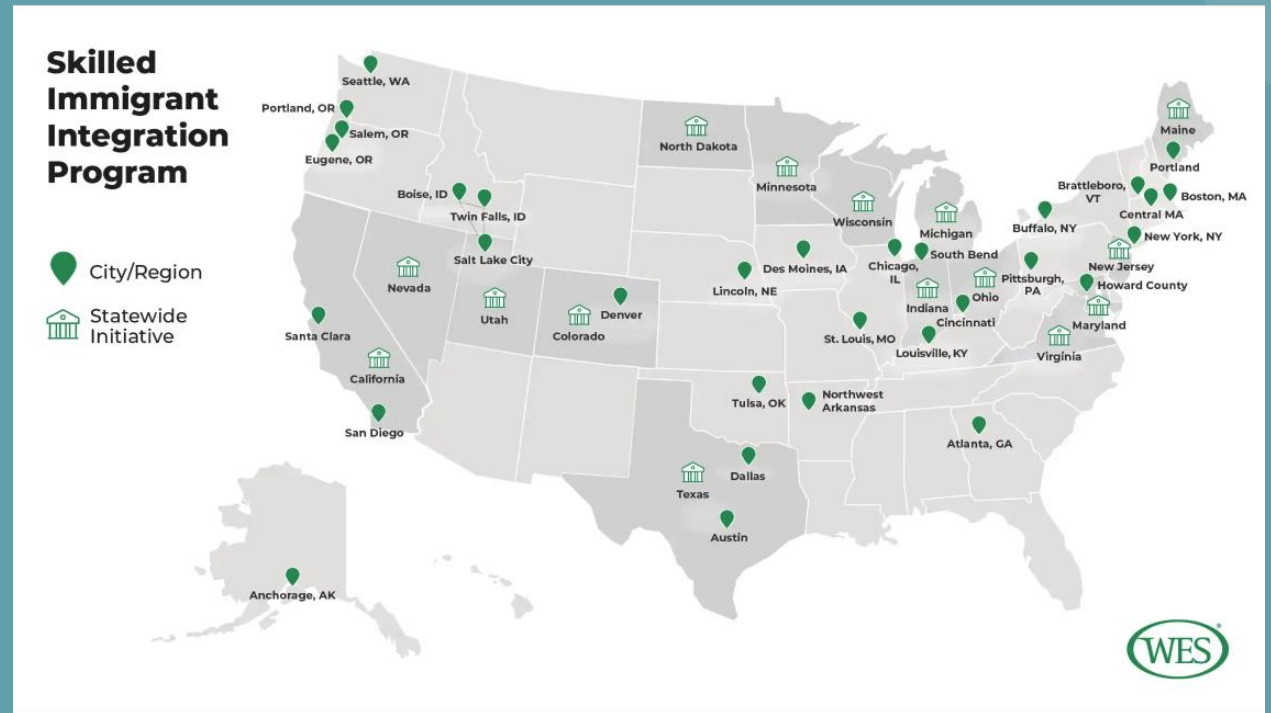 Skilled
Immigrant
Integration
Program
City/Region
Statewide
Initiative
Seattle, WA
Portland, OR
Salem, OR
Eugene, OR
Boise, ID
Twin Falls, ID
Salt Lake City
Nevada
Utah
Colorado
Denver
Santa Clara
California
San Diego
North Dakota
Minnesota
Wisconsin
Michigan
Des Moines, IA
Lincoln, NE
Chicago,
IL
South Bend
Indiana
Ohio
Cincinnati
St. Louis, MO
Louisville, KY
Tulsa, OK
Northwest
Arkansas
Texas
Dallas
Austin
Atlanta, GA
Maine
Portland
Brattleboro,
VT
Boston, MA
Central MA
Buffalo, NY
New York, NY
New Jersey
Pittsburgh,
PA
Howard County
Maryland
Virginia
Anchorage, AK
WES